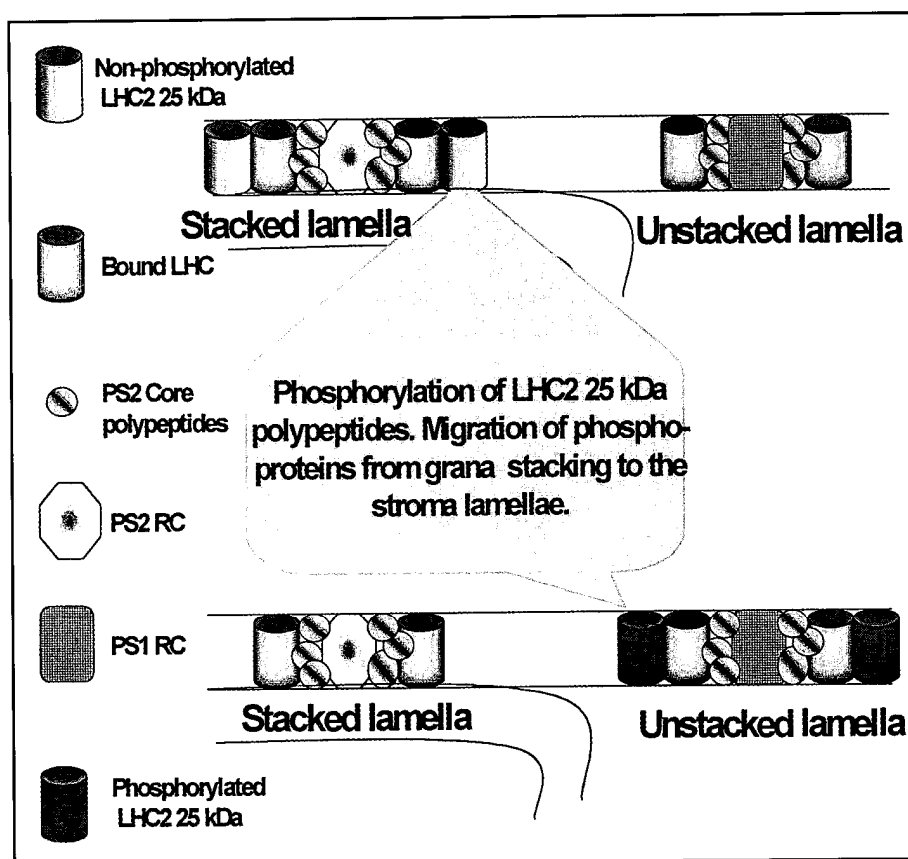 Non-phosphorylated
LHC2 25 kDa
Stacked lamella
Unstacked lamella
Bound LHC
PS2 Core
polypeptides
Phosphorylation of LHC2 25 kDa
polypeptides. Migration of phospho-
proteins from grana stacking to the
stroma lamellae.
PS2 RC
PS1 RC
Stacked lamella
Unstacked lamella
Phosphorylated
LHC2 25 kDa